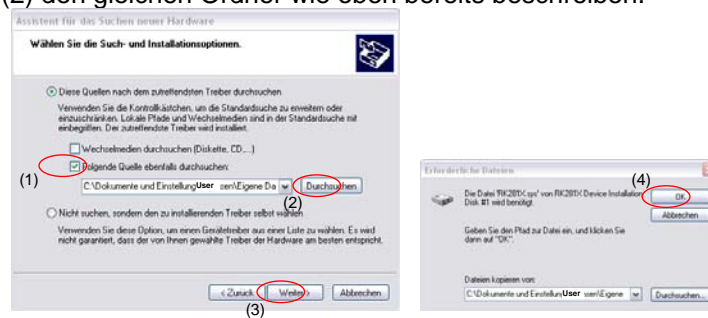 (2) den gleichen Ordner wie eben bereits beschreiben.
Assistent für das Suchen neuer Hardware
Wählen Sie die Such- und Installationsoptionen.
Diese Quellen nach dem zutreffendsten Treiber durchsuchen
Verwenden Sie die Kontrollkästchen, um die Standardsuche zu erweitern oder
einzuschränken. Lokale Pfade und Wechselmedien sind in der Standardsuche mit
einbegriffen. Der zutreffendste Treiber wird installiert.
Wechselmedien durchsuchen (Diskette, CD,...)
(1)
Folgende Quelle ebenfalls durchsuchen:
C:\Dokumente und Einstellung User sen\Eigene Da
Durchsuchen
(2)
Nicht suchen, sondern den zu installierenden Treiber selbst wählen
Verwenden Sie diese Option, um einen Gerätetreiber aus einer Liste zu wählen. Es wird
nicht garantiert, dass der von Ihnen gewählte Treiber der Hardware am besten entspricht.
< Zurück
Weiter >
Abbrechen
(3)
Erforderliche Dateien
(4)
Die Datei 'RK281X.sys' von RK281X Device Installation
Disk #1 wird benötigt.
OK
Abbrechen
Geben Sie den Pfad zur Datei ein, und klicken Sie
dann auf "OK".
Dateien kopieren von:
C:\Dokumente und Einstellun User sen\Eigene
Durchsuchen...